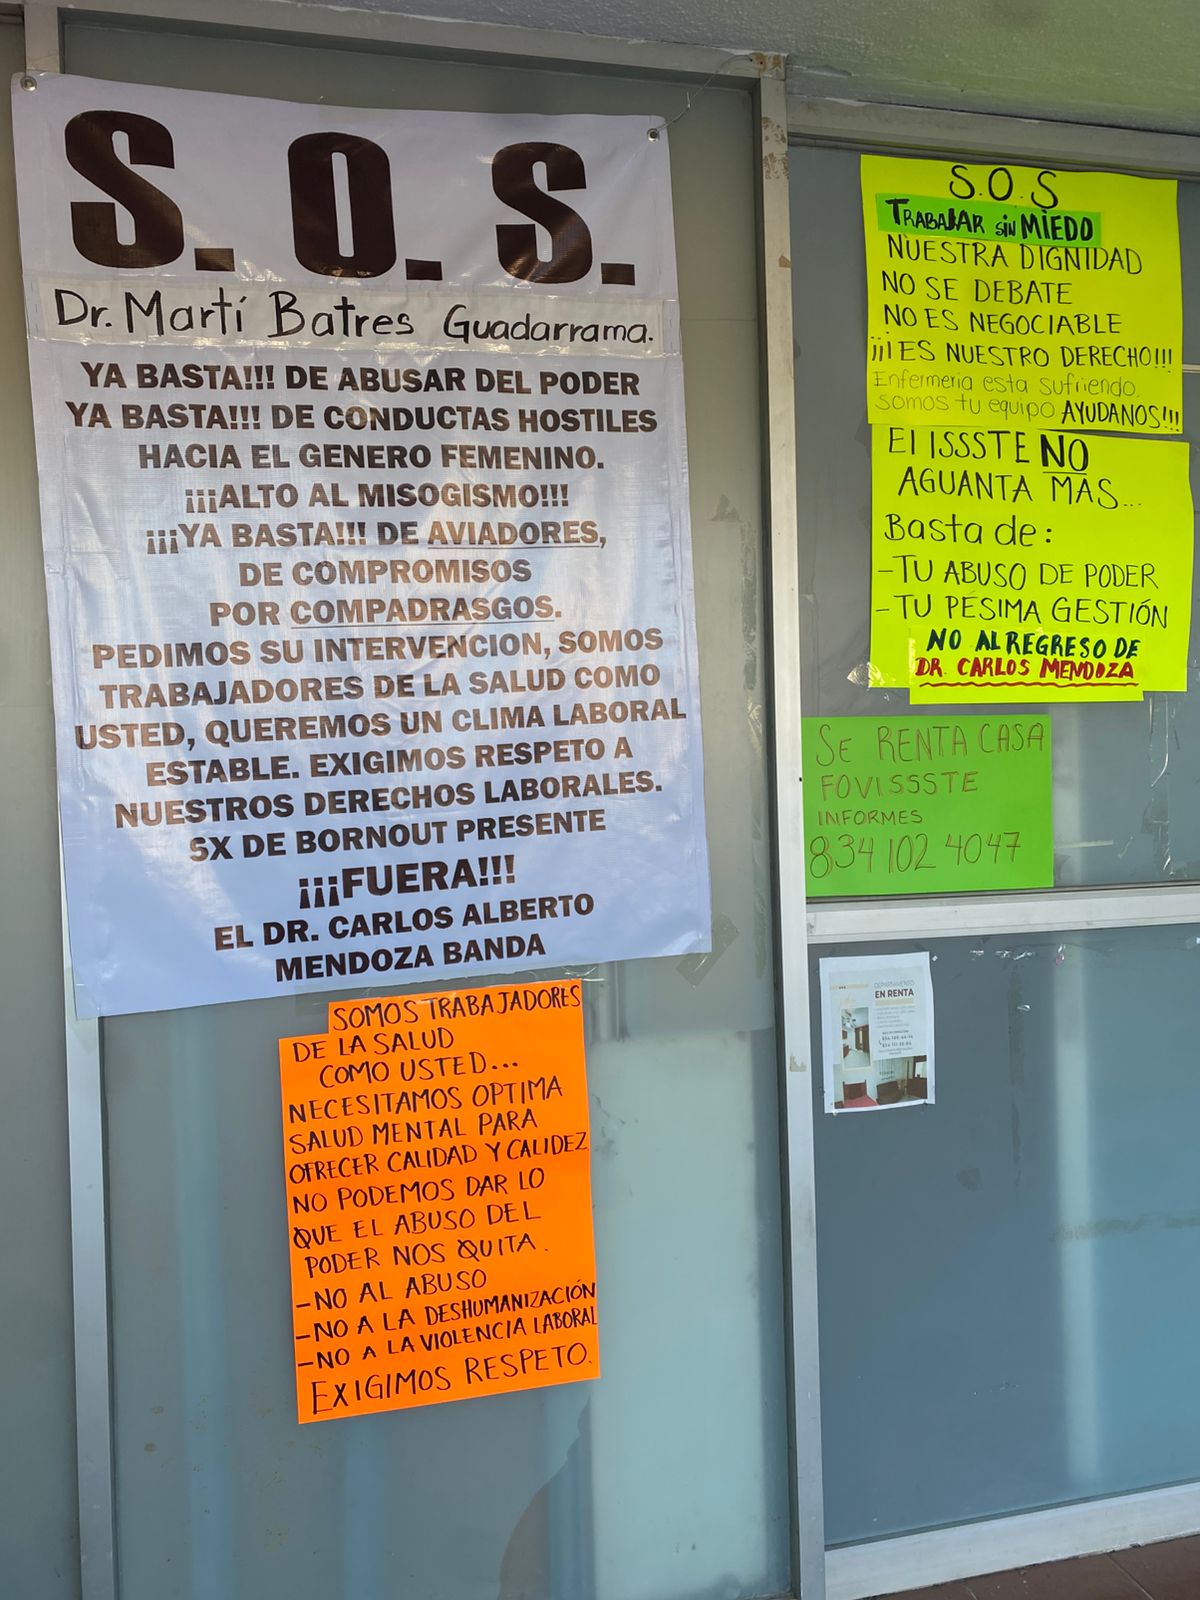 S. O. S.
Dr. Martí Batres Guadarrama.
YA BASTA!!! DE ABUSAR DEL PODER
YA BASTA!!! DE CONDUCTAS HOSTILES
HACIA EL GENERO FEMENINO.
¡¡¡ALTO AL MISOGISMO!!!
¡¡¡YA BASTA!!! DE AVIADORES,
DE COMPROMISOS
POR COMPADRASGOS.
PEDIMOS SU INTERVENCION, SOMOS
TRABAJADORES DE LA SALUD COMO
USTED, QUEREMOS UN CLIMA LABORAL
ESTABLE. EXIGIMOS RESPETO A
NUESTROS DERECHOS LABORALES.
SX DE BORNOUT PRESENTE
¡¡¡FUERA!!!
EL DR. CARLOS ALBERTO
MENDOZA BANDA
SOMOS TRABAJADORES
DE LA SALUD
COMO USTED...
NECESITAMOS OPTIMA
SALUD MENTAL PARA
OFRECER CALIDAD Y CALIDEZ
NO PODEMOS DAR LO
QUE EL ABUSO DEL
PODER NOS QUITA.
-NO AL ABUSO
-NO A LA DESHUMANIZACIÓN
-NO A LA VIOLENCIA LABORAL
EXIGIMOS RESPETO.
S.O.S
TRABAJAR SiN MIEDO
NUESTRA DIGNIDAD
NO SE DEBATE
NO ES NEGOCIABLE
¡¡¡ES NUESTRO DERECHO!!!
Enfermeria esta sufriendo.
somos tu equipo AYUDANOS!!!
El ISSSTE NO
AGUANTA MÁS...
Basta de:
-TU ABUSO DE PODER
-TU PÉSIMA GESTIÓN
NO AL REGRESO DE
DR. CARLOS MENDOZA
SE RENTA CASA
FOVISSSTE
INFORMES
834 102 4047
DEPARTAMENTO
EN RENTA